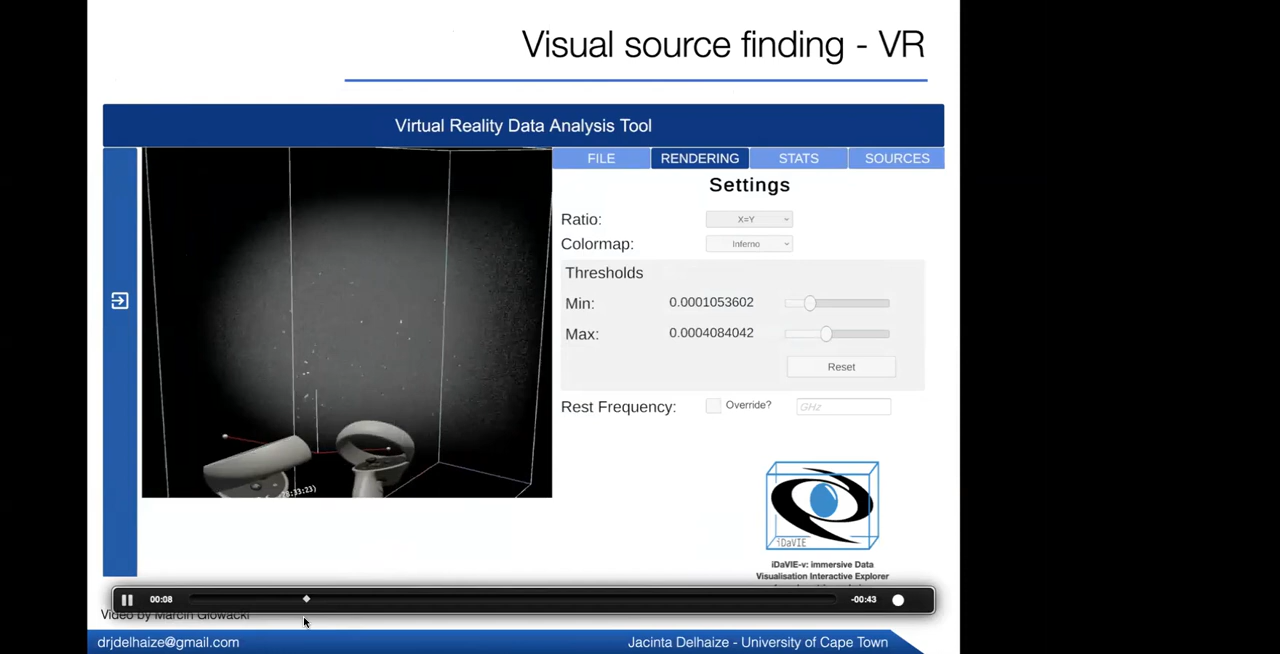 Visual source finding - VR
Virtual Reality Data Analysis Tool
FILE RENDERING STATS SOURCES
Settings
Ratio: X=Y
Colormap: Inferno
Thresholds
Min: 0.0001053602
Max: 0.0004084042
Reset
Rest Frequency: Override? GHz
:33:23)
iDaVIE
iDaVIE-v: immersive Data
Visualisation Interactive Explorer
00:08 -00:43
Video by Marcin Glowacki
drjdelhaize@gmail.com Jacinta Delhaize - University of Cape Town